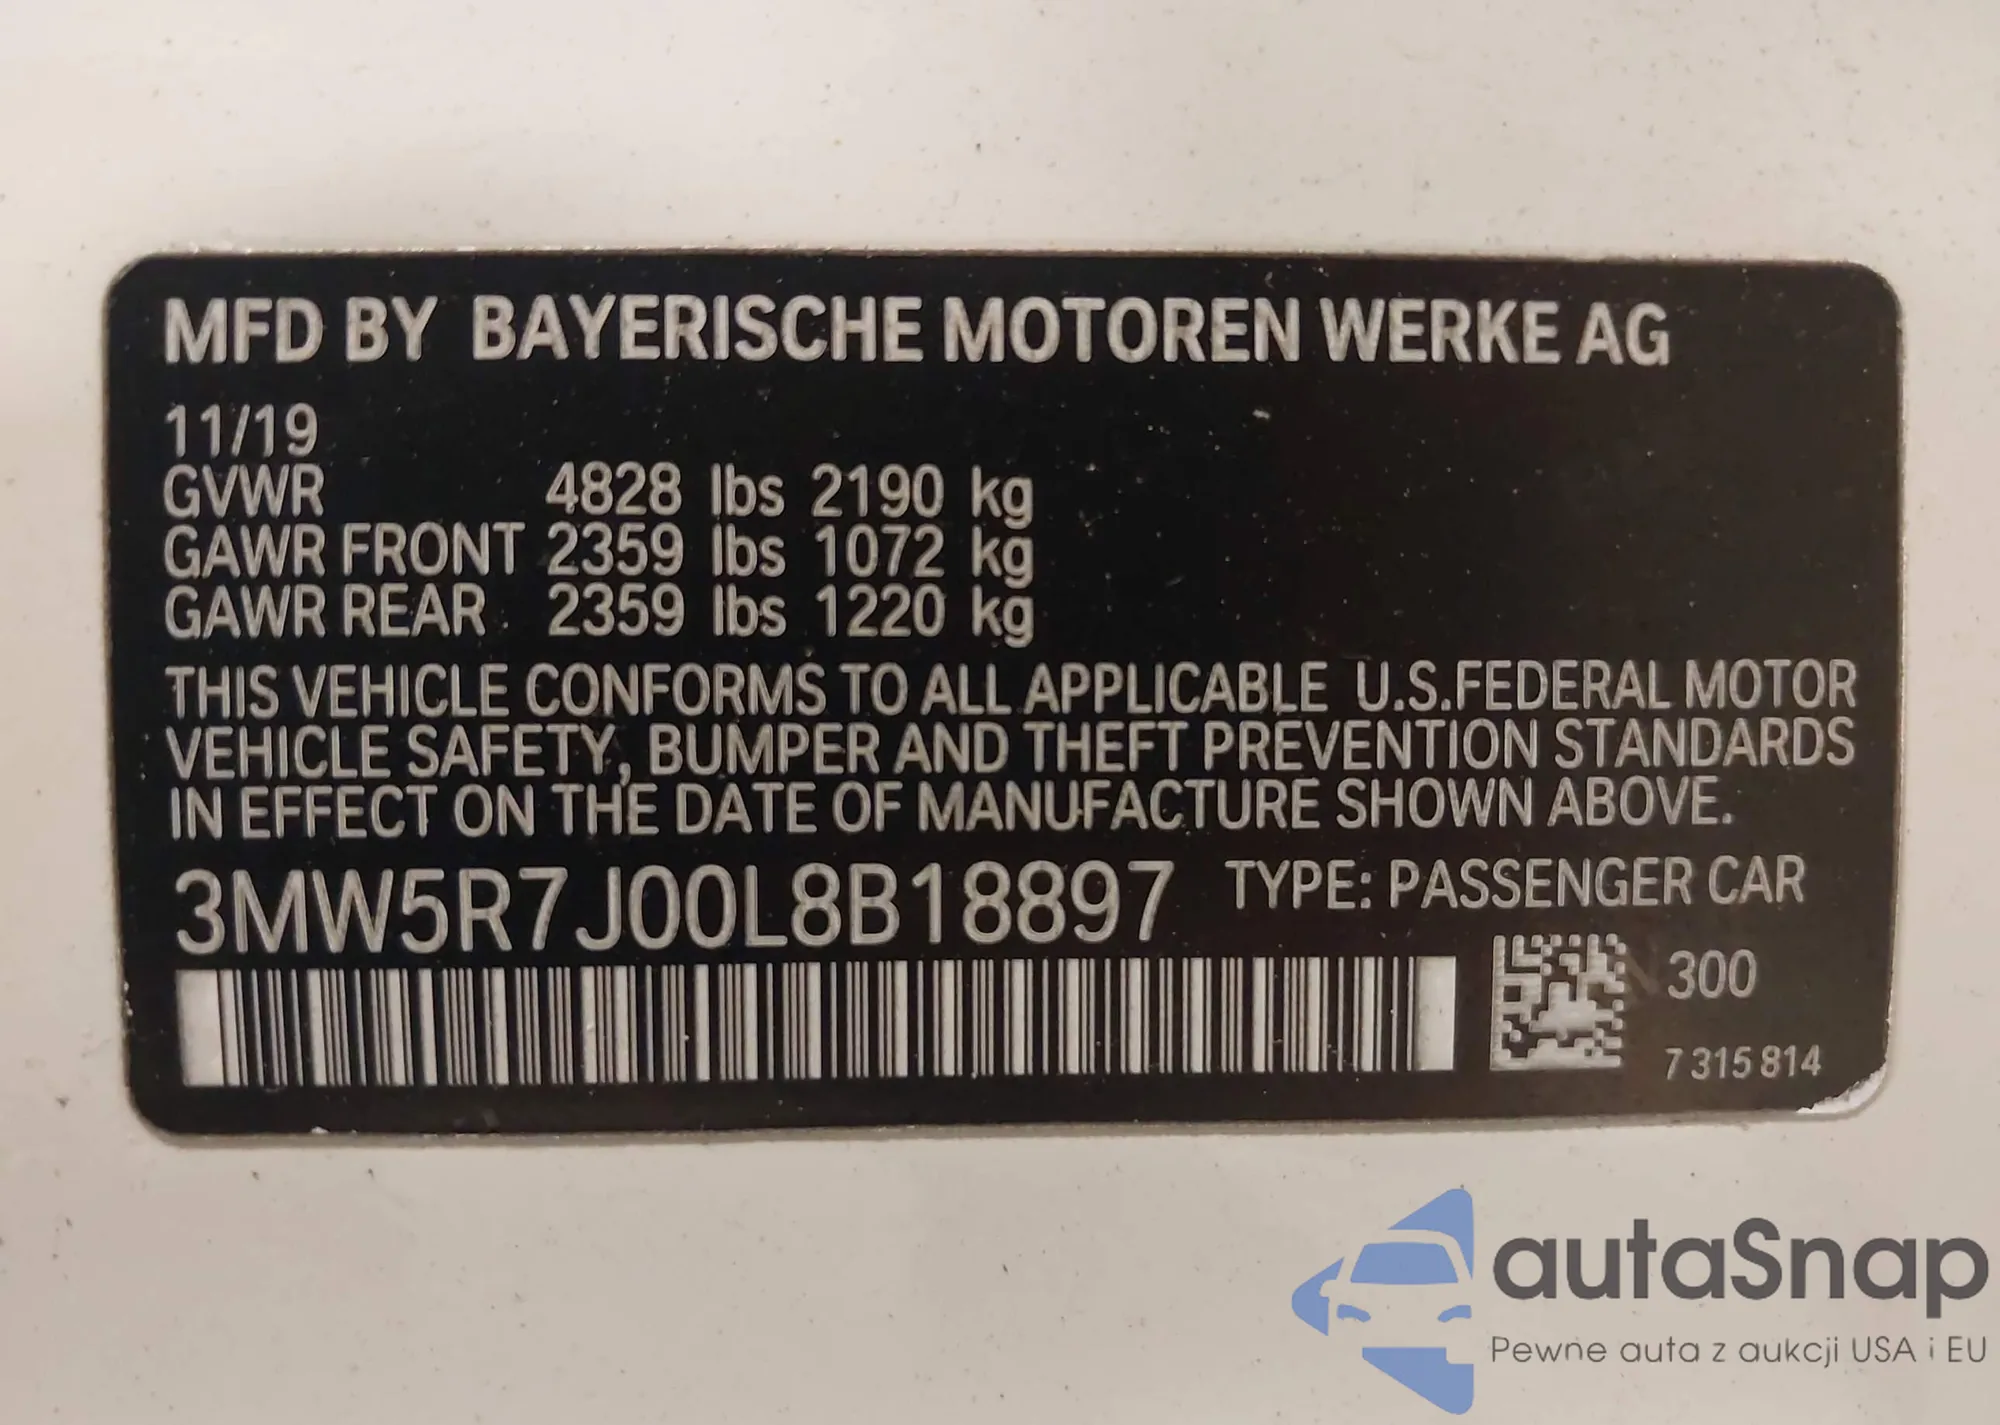 MFD BY BAYERISCHE MOTOREN WERKE AG
11/19
GVWR 4828 lbs 2190 kg
GAWR FRONT 2359 lbs 1072 kg
GAWR REAR 2359 lbs 1220 kg
THIS VEHICLE CONFORMS TO ALL APPLICABLE U.S.FEDERAL MOTOR
VEHICLE SAFETY, BUMPER AND THEFT PREVENTION STANDARDS
IN EFFECT ON THE DATE OF MANUFACTURE SHOWN ABOVE.
3MW5R7J00L8B18897 TYPE: PASSENGER CAR
300
7 315 814
autaSnap
Pewne auta z aukcji USA i EU